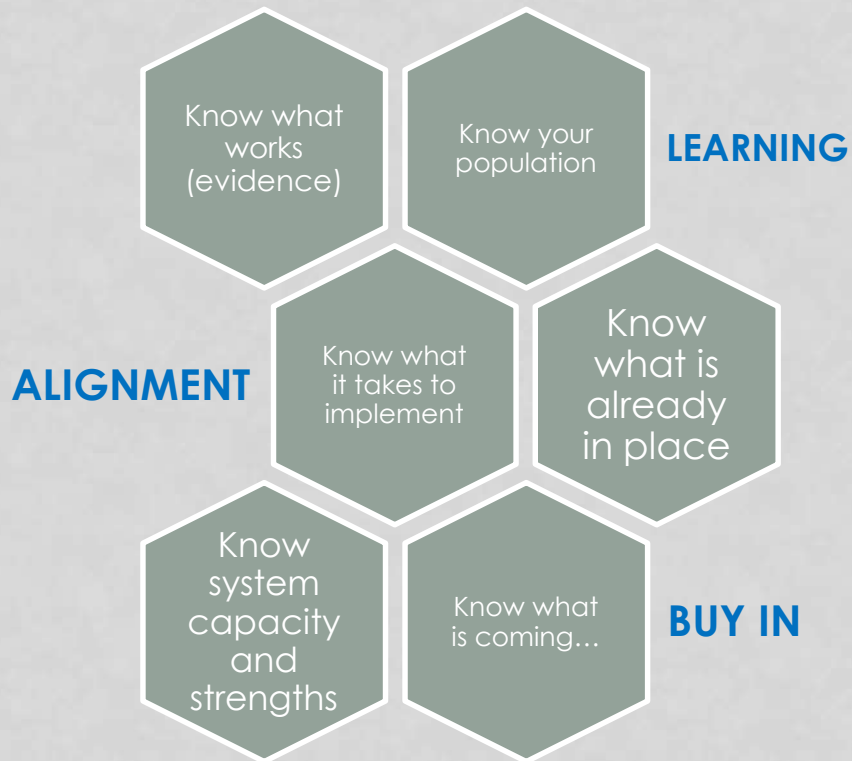 Know what
works
(evidence)
Know your
population
LEARNING
ALIGNMENT
Know what
it takes to
implement
Know
what is
already
in place
Know
system
capacity
and
strengths
Know what
is coming…
BUY IN